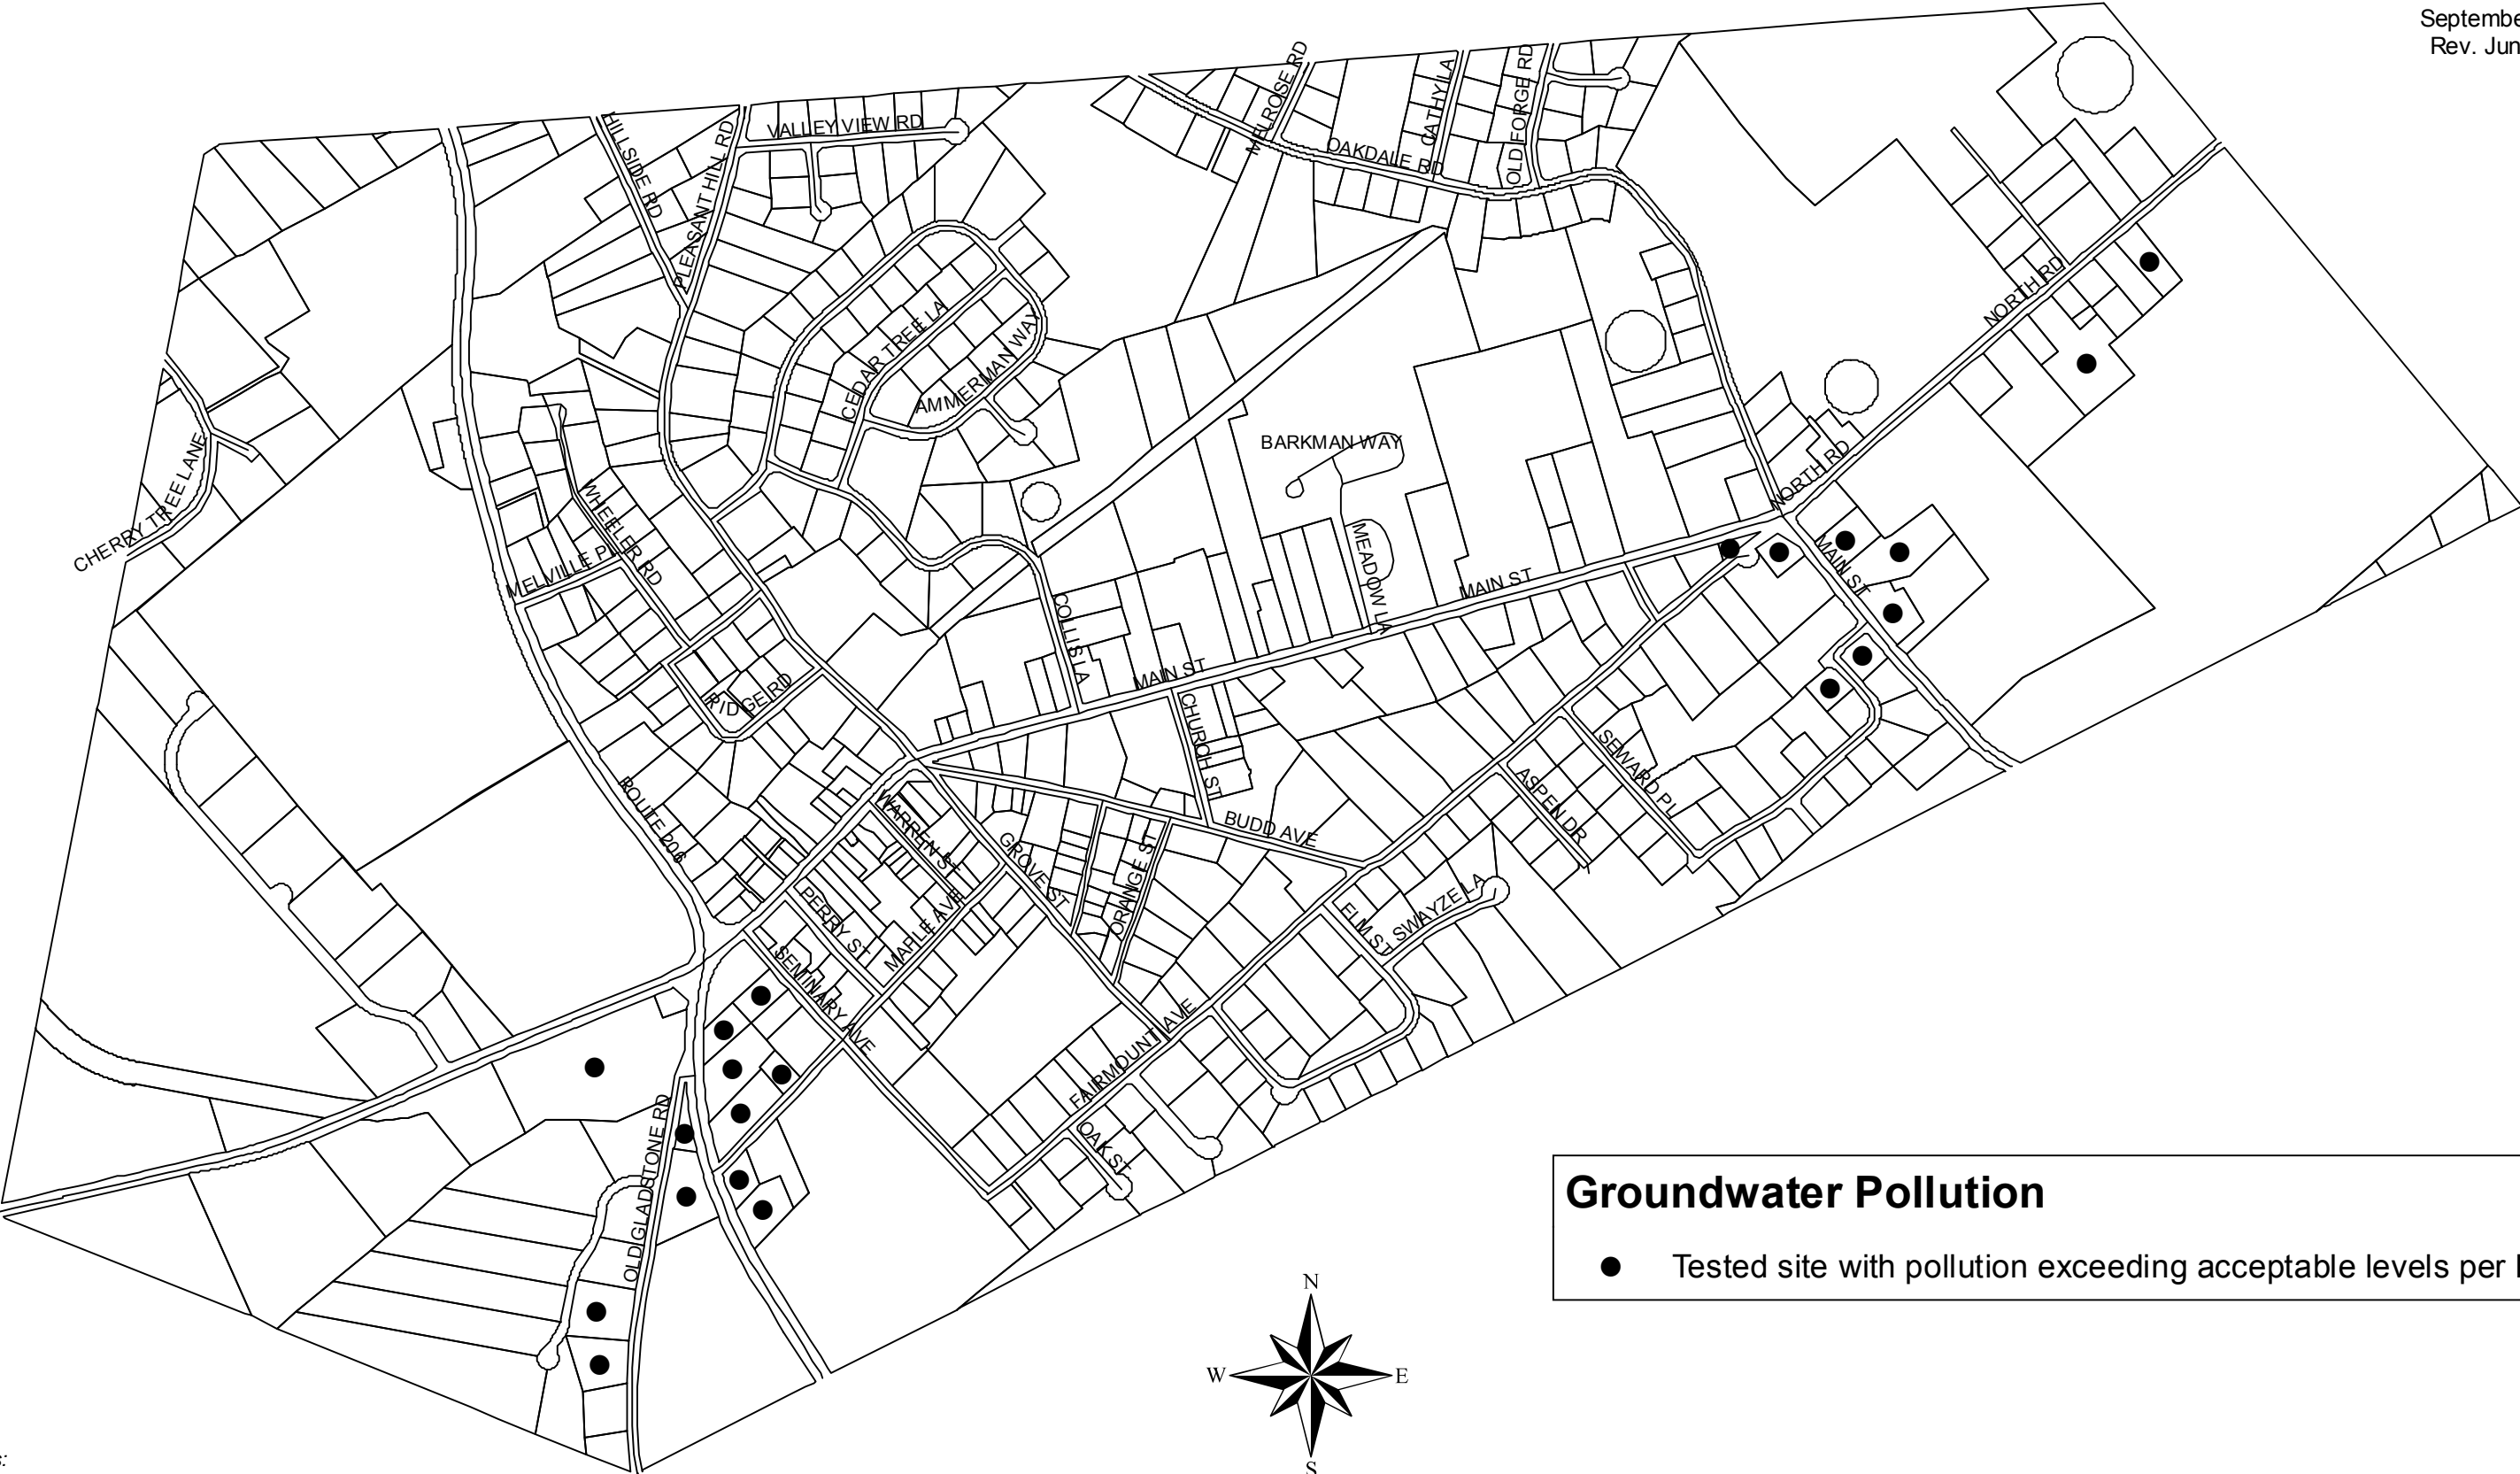 Septembe
Rev. Jun
MELROSE RD
CATHY LA
OLD FORGE RD
HILLSIDE RD
PLEASANT HILL RD
VALLEY VIEW RD
OAKDALE RD
NORTH RD
CEDAR TREE LA
AMMERMAN WAY
CHERRY TREE LANE
BARKMAN WAY
NORTH RD
WHEELER RD
MELVILLE PL
MEADOW LA
MAIN ST
MAIN ST
COLLIS LA
MAIN ST
RIDGE RD
CHURCH ST
SEWARD PL
ASPEN DR
ROUTE 206
WARREN ST
GROVE ST
BUDD AVE
ORANGE ST
PERRY ST
MAPLE AVE
ELM ST
SWAYZE LA
SEMINARY AVE
FAIRMOUNT AVE
OAK ST
OLD GLADSTONE RD
Groundwater Pollution
Tested site with pollution exceeding acceptable levels per
N
W
E
S
s: